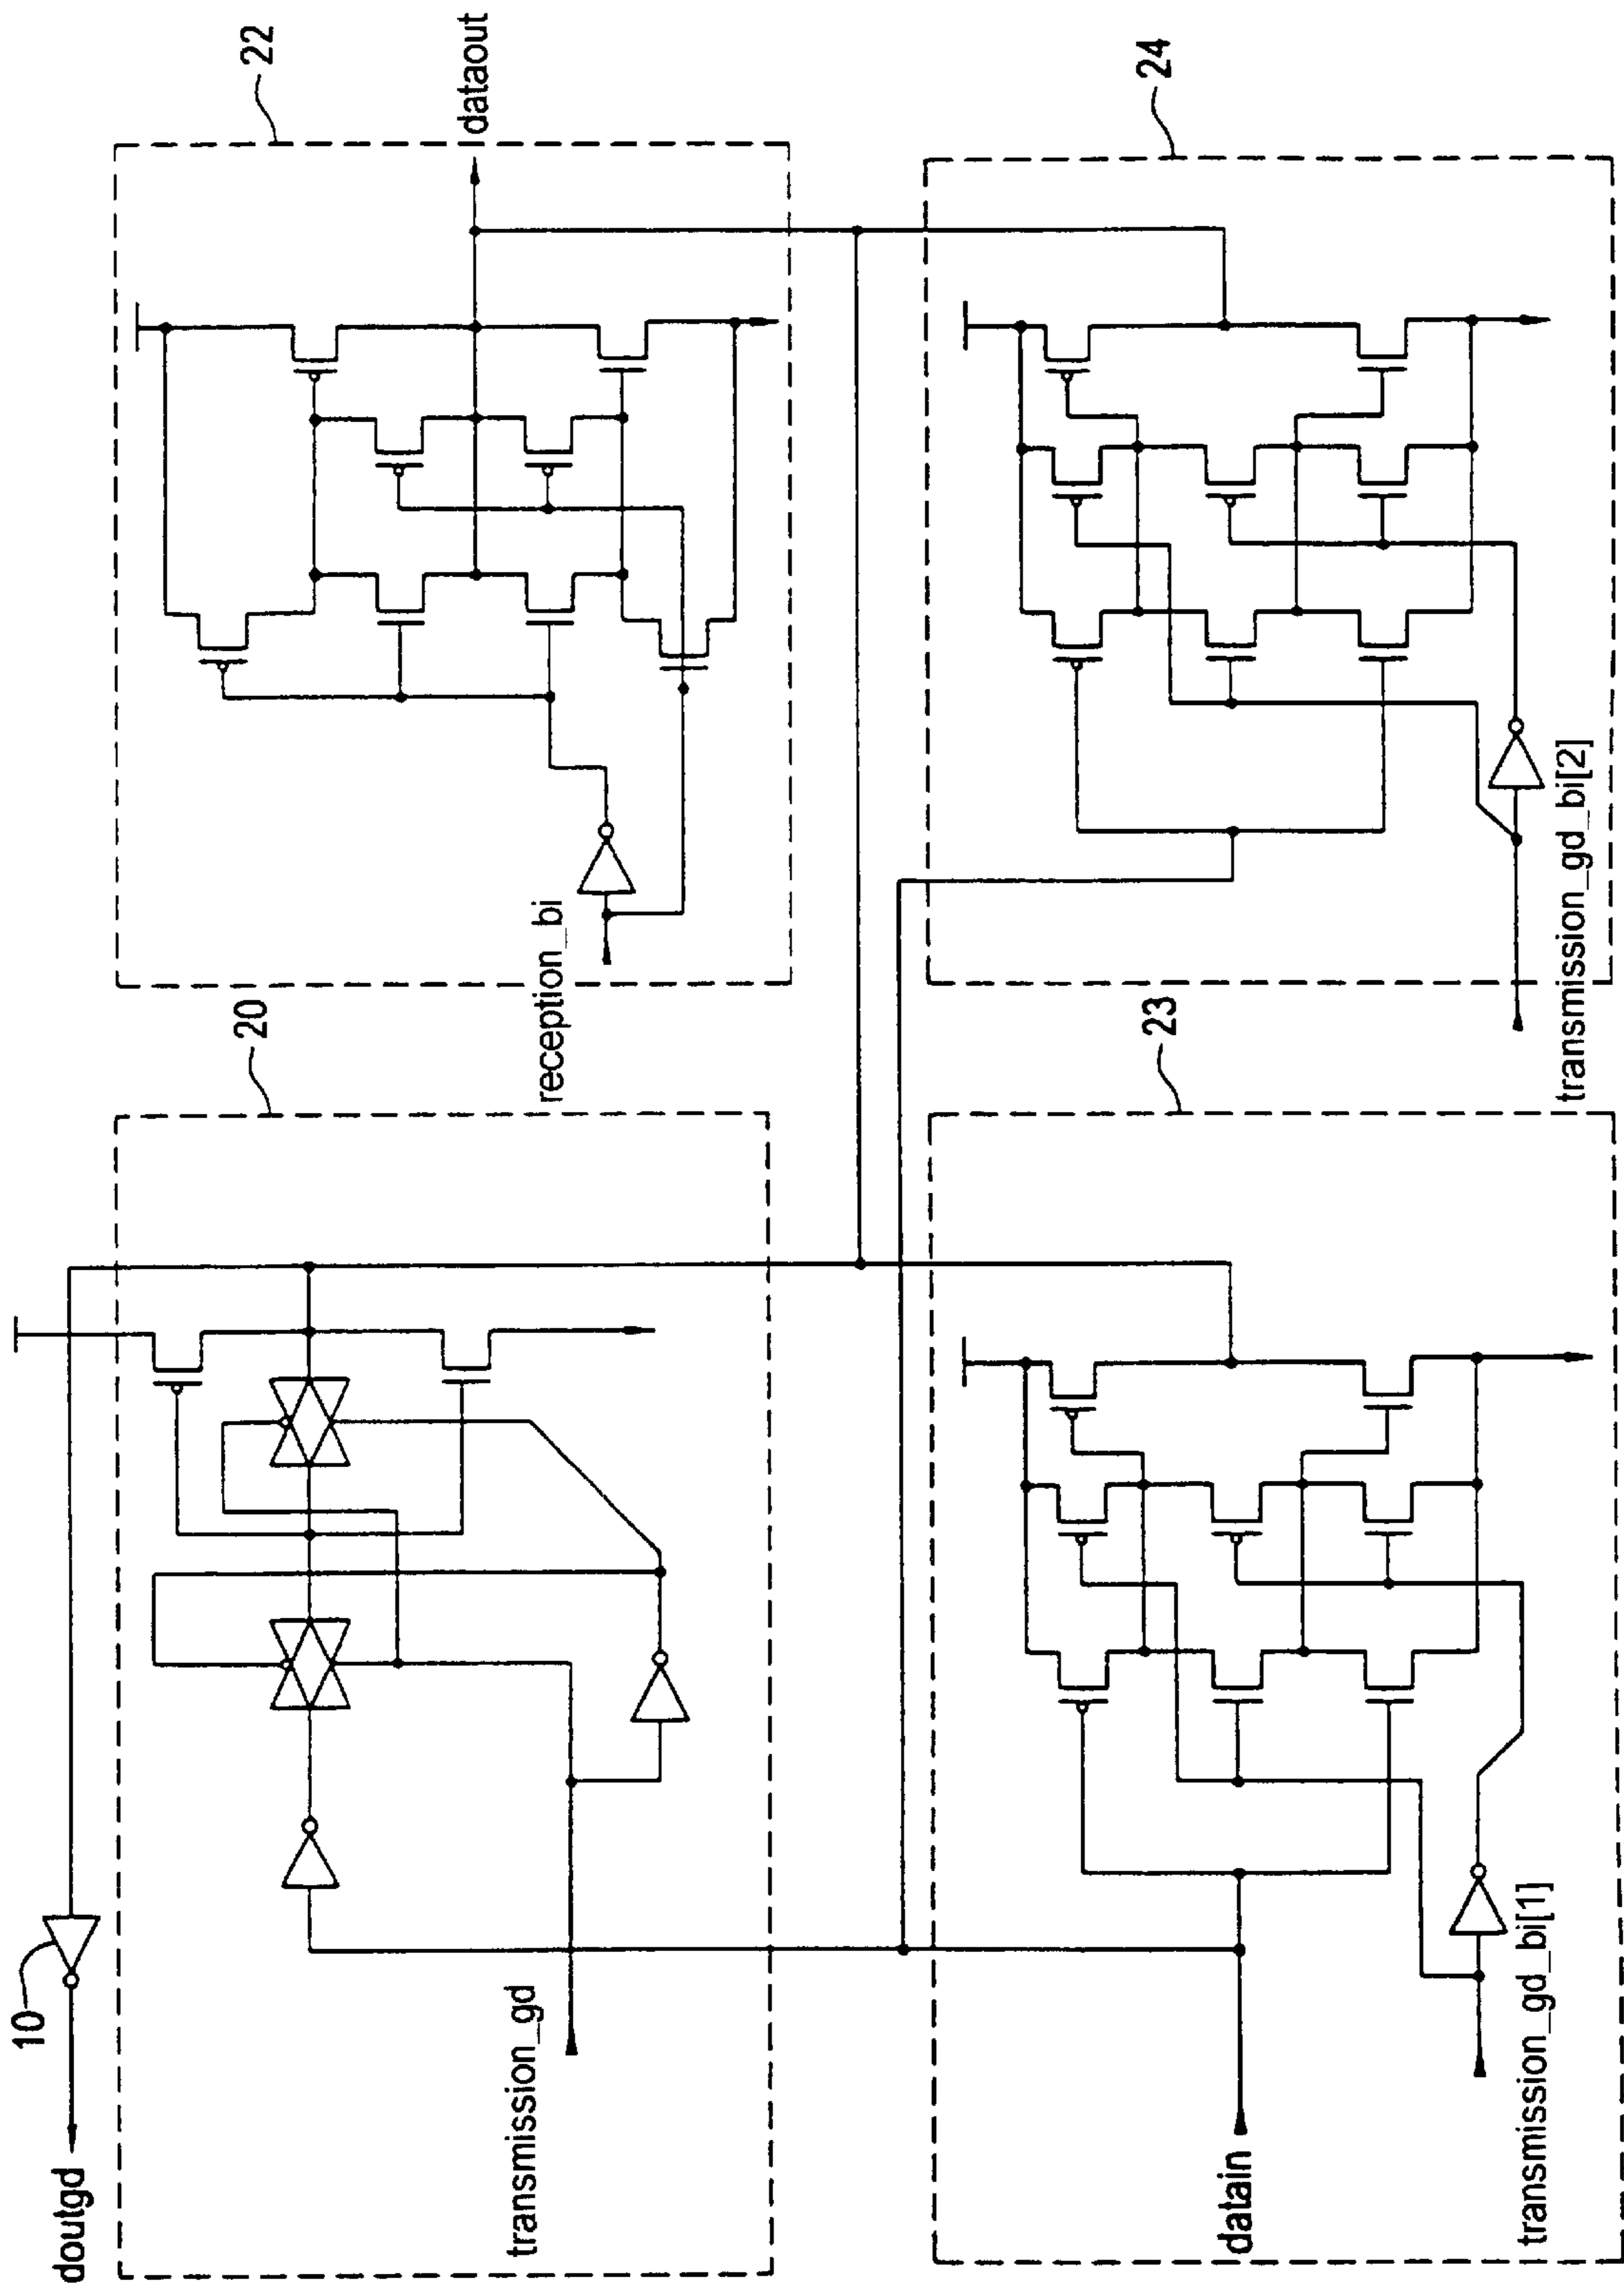 doutgd
10
20
transmission_gd
22
reception_bi
dataout
23
datain
transmission_gd_bi[1]
24
transmission_gd_bi[2]